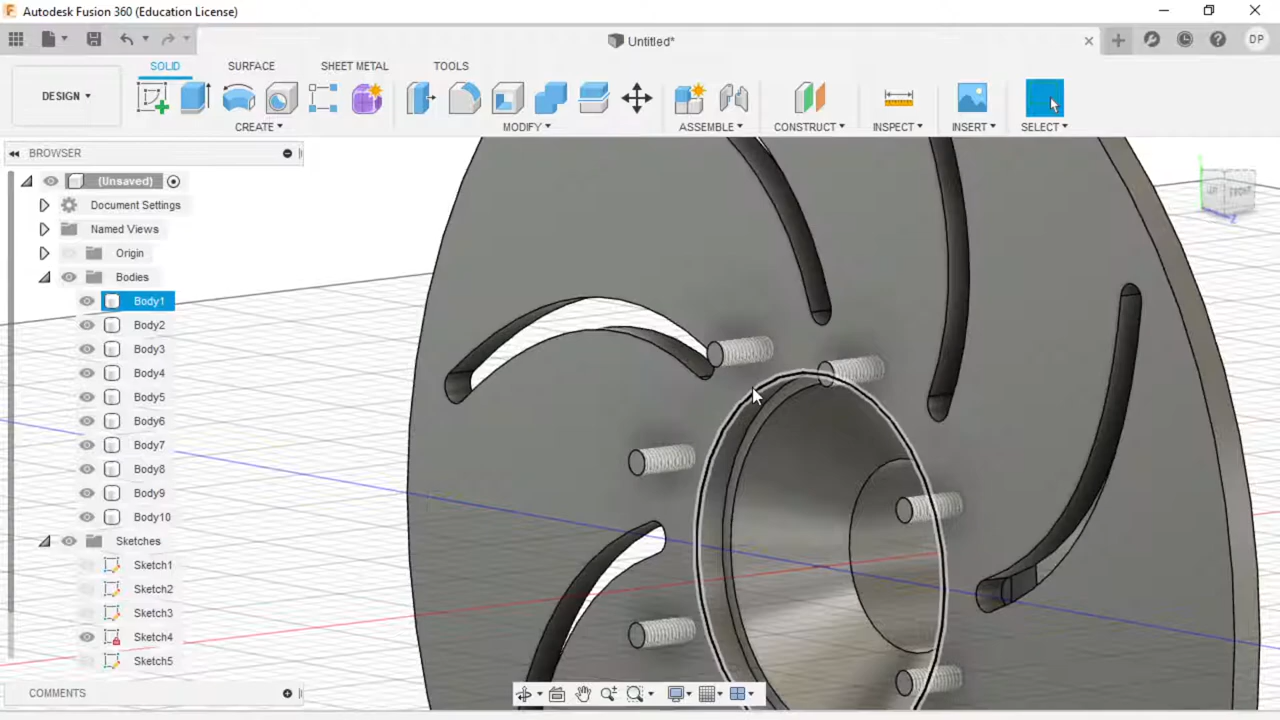 Autodesk Fusion 360 (Education License)
Untitled*
DP
DESIGN
SOLID SURFACE SHEET METAL TOOLS
CREATE MODIFY ASSEMBLE CONSTRUCT INSPECT INSERT SELECT
BROWSER
(Unsaved)
Document Settings
Named Views
Origin
Bodies
Body1
Body2
Body3
Body4
Body5
Body6
Body7
Body8
Body9
Body10
Sketches
Sketch1
Sketch2
Sketch3
Sketch4
Sketch5
COMMENTS
FRONT
Z